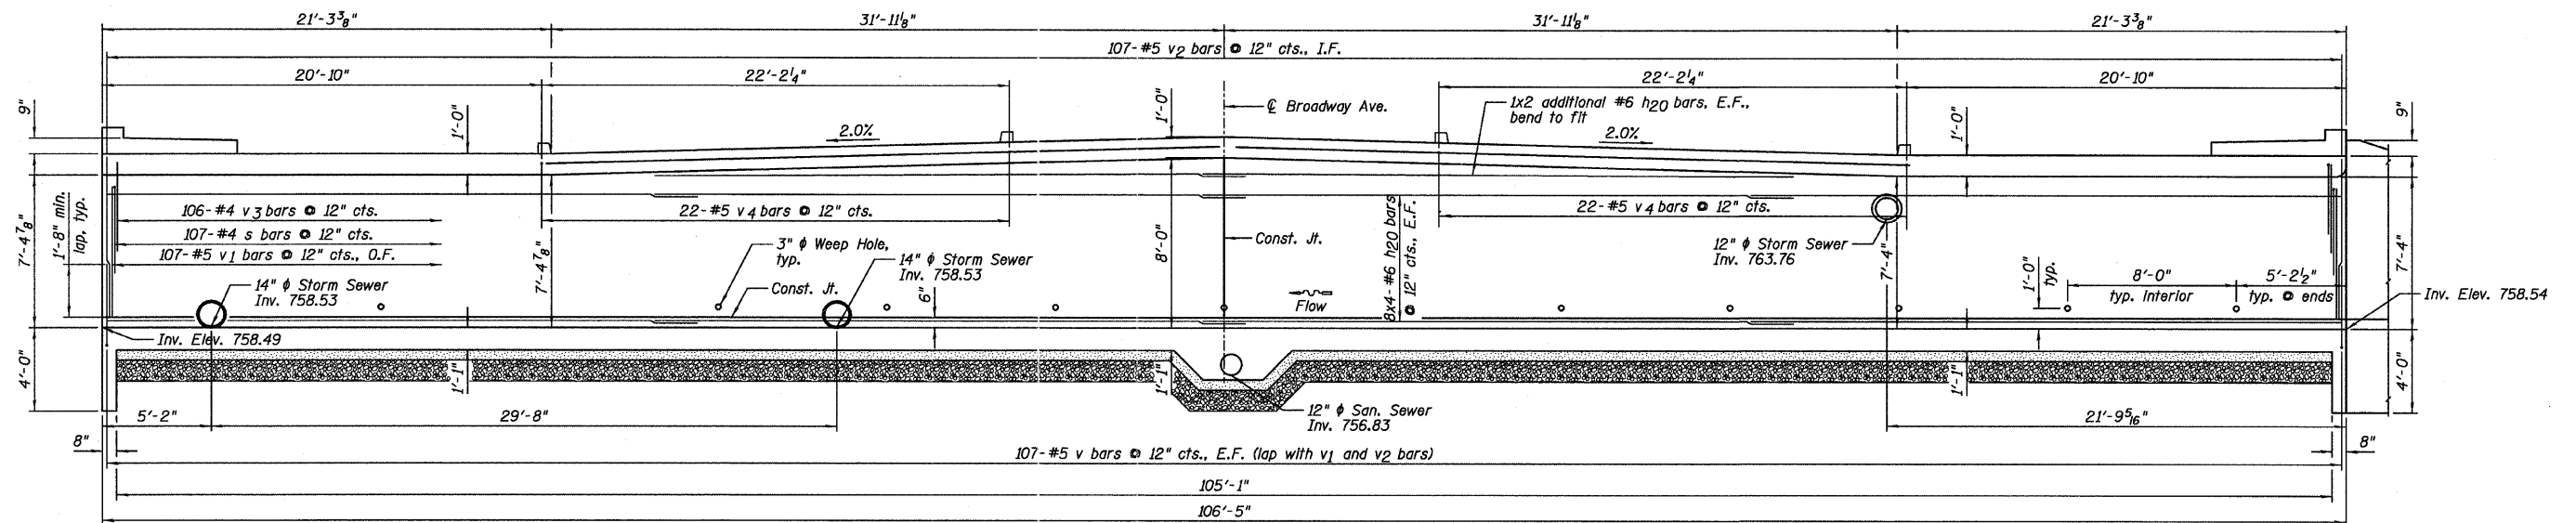 21'-3⅜"
31'-11⅛"
31'-11⅛"
21'-3⅜"
107-#5 v2 bars @ 12" cts., I.F.
20'-10"
22'-2¼"
22'-2¼"
20'-10"
9"
1'-0"
2.0%
1'-0"
℄ Broadway Ave.
1x2 additional #6 h20 bars, E.F.,
bend to fit
2.0%
1'-0"
9"
7'-4⅞"
1'-8" min.
lap, typ.
106-#4 v3 bars @ 12" cts.
107-#4 s bars @ 12" cts.
107-#5 v1 bars @ 12" cts., O.F.
22-#5 v4 bars @ 12" cts.
22-#5 v4 bars @ 12" cts.
14" ϕ Storm Sewer
Inv. 758.53
7'-4⅞"
3" ϕ Weep Hole,
typ.
Const. Jt.
14" ϕ Storm Sewer
Inv. 758.53
6"
8'-0"
Const. Jt.
Flow
8x4-#6 h20 bars
@ 12" cts., E.F.
12" ϕ Storm Sewer
Inv. 763.76
7'-4"
1'-0"
typ.
8'-0"
typ. interior
5'-2½"
typ. @ ends
7'-4"
Inv. Elev. 758.54
Inv. Elev. 758.49
4'-0"
1'-1"
1'-1"
1'-1"
4'-0"
5'-2"
29'-8"
12" ϕ San. Sewer
Inv. 756.83
21'-9 5/16"
8"
8"
107-#5 v bars @ 12" cts., E.F. (lap with v1 and v2 bars)
105'-1"
106'-5"